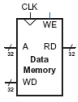 CLK
WE
A RD
32 32
Data
Memory
WD
32